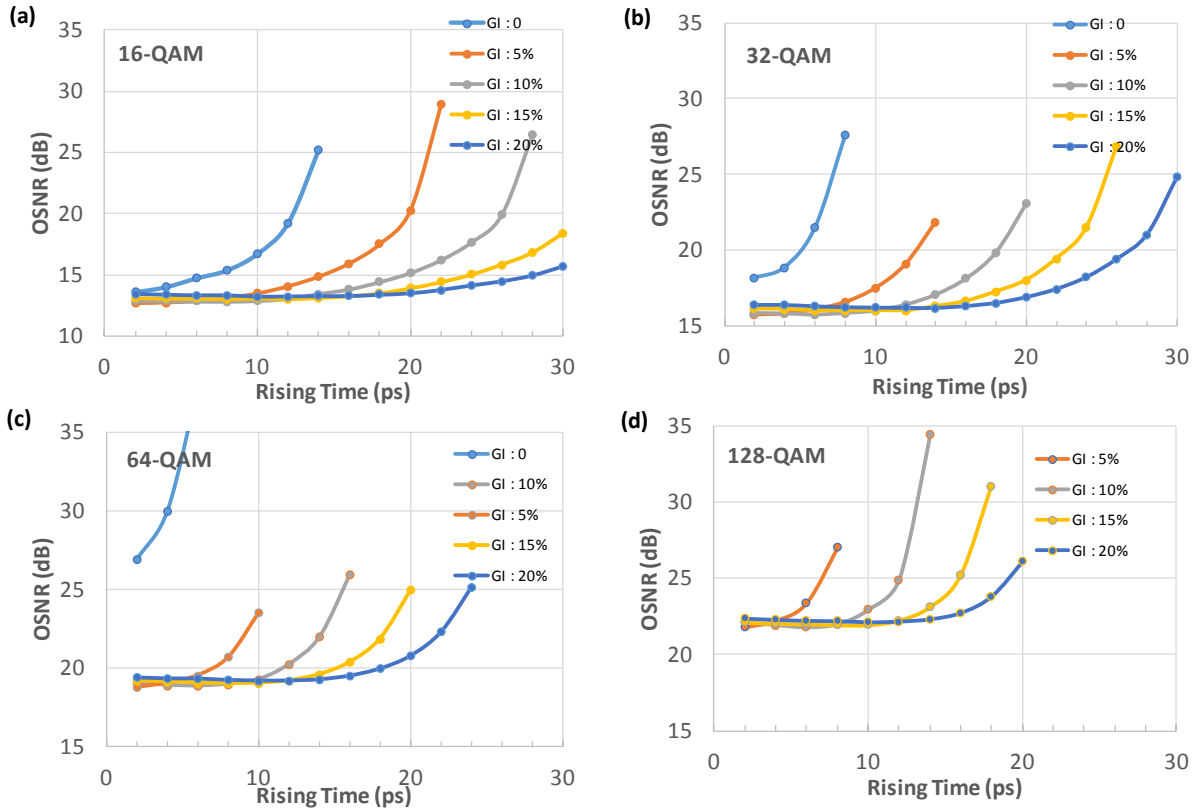 (a)
16-QAM
OSNR (dB)
35
30
25
20
15
10
0
10
20
30
Rising Time (ps)
GI : 0
GI : 5%
GI : 10%
GI : 15%
GI : 20%
(b)
32-QAM
OSNR (dB)
35
30
25
20
15
0
10
20
30
Rising Time (ps)
GI : 0
GI : 5%
GI : 10%
GI : 15%
GI : 20%
(c)
64-QAM
OSNR (dB)
35
30
25
20
15
0
10
20
30
Rising Time (ps)
GI : 0
GI : 10%
GI : 5%
GI : 15%
GI : 20%
(d)
128-QAM
OSNR (dB)
35
30
25
20
15
0
10
20
30
Rising Time (ps)
GI : 5%
GI : 10%
GI : 15%
GI : 20%